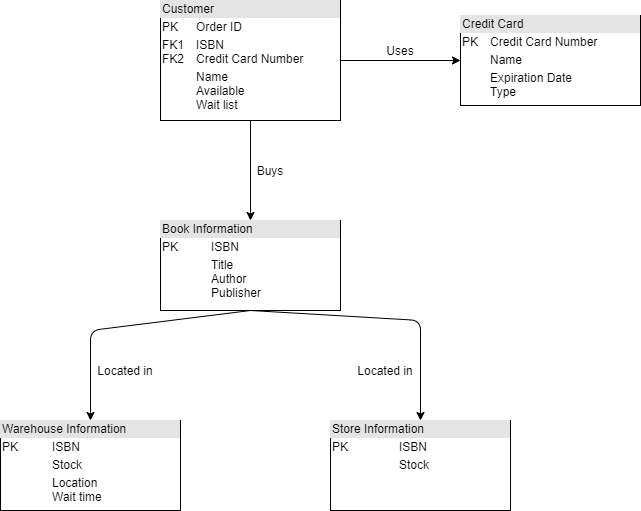 Customer
PK Order ID
FK1 ISBN
FK2 Credit Card Number
Name
Available
Wait list
Uses
Credit Card
PK Credit Card Number
Name
Expiration Date
Type
Buys
Book Information
PK ISBN
Title
Author
Publisher
Located in
Located in
Warehouse Information
PK ISBN
Stock
Location
Wait time
Store Information
PK ISBN
Stock